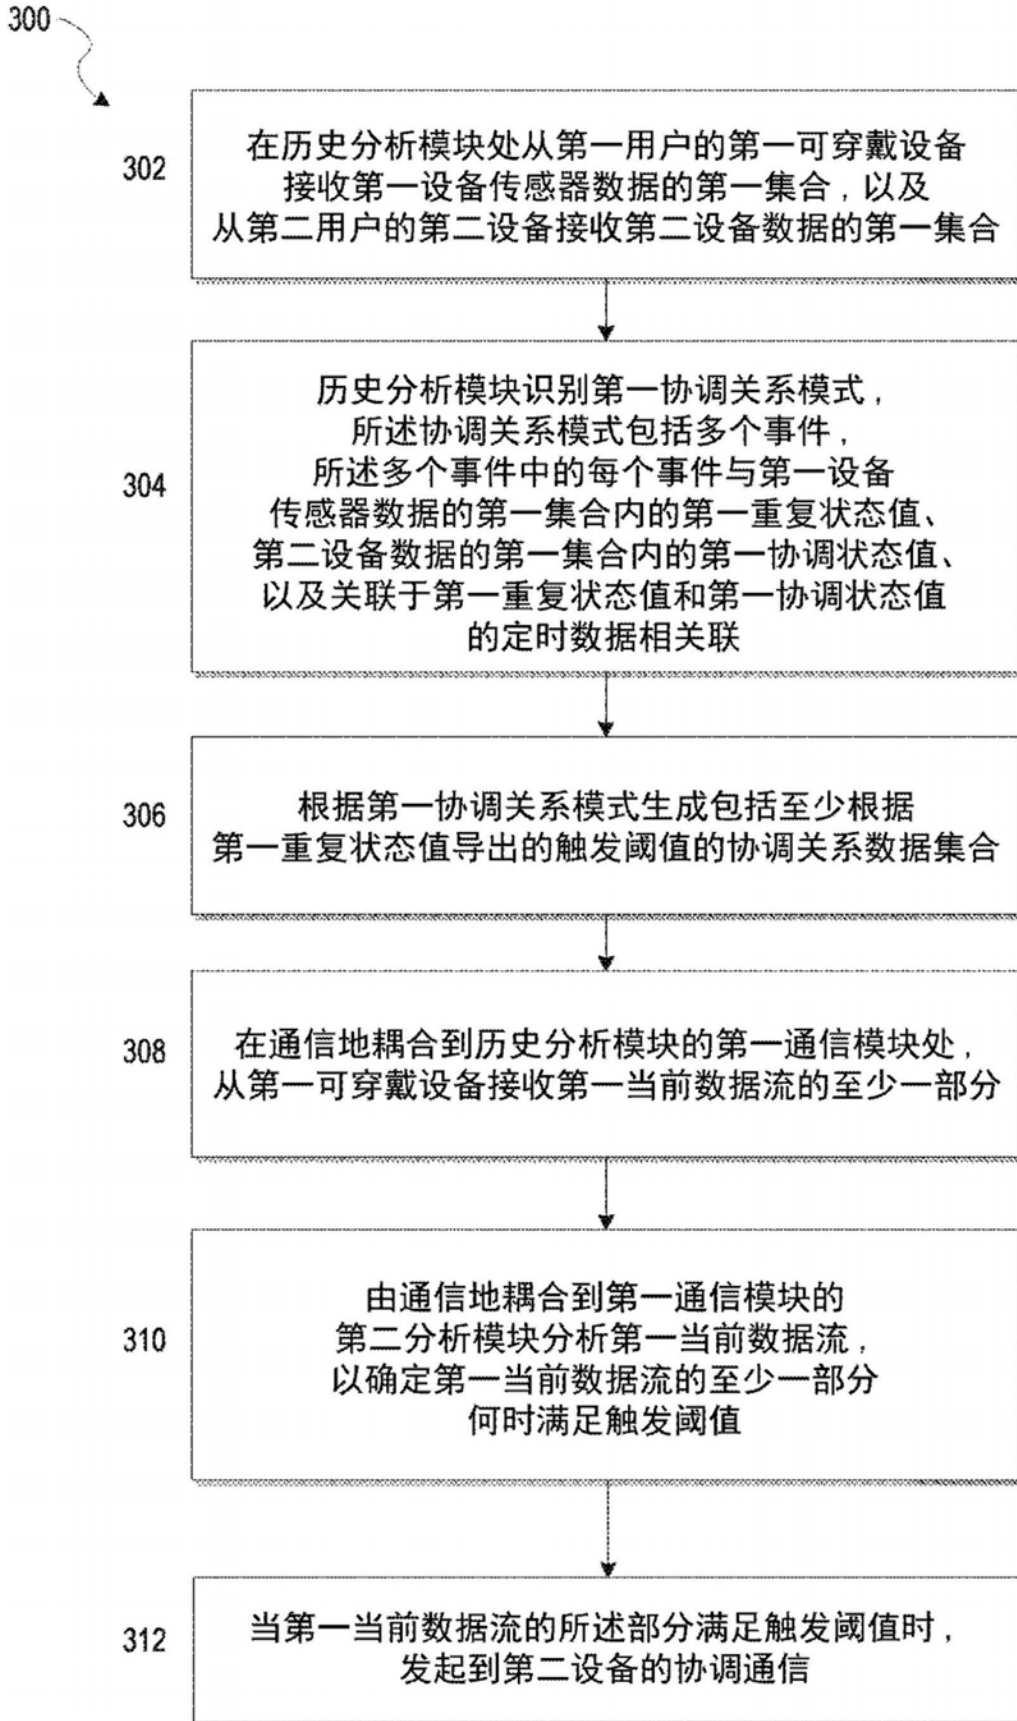 300
302
在历史分析模块处从第一用户的第一可穿戴设备
接收第一设备传感器数据的第一集合，以及
从第二用户的第二设备接收第二设备数据的第一集合
304
历史分析模块识别第一协调关系模式，
所述协调关系模式包括多个事件，
所述多个事件中的每个事件与第一设备
传感器数据的第一集合内的第一重复状态值、
第二设备数据的第一集合内的第一协调状态值、
以及关联于第一重复状态值和第一协调状态值
的定时数据相关联
306
根据第一协调关系模式生成包括至少根据
第一重复状态值导出的触发阈值的协调关系数据集合
308
在通信地耦合到历史分析模块的第一通信模块处，
从第一可穿戴设备接收第一当前数据流的至少一部分
310
由通信地耦合到第一通信模块的
第二分析模块分析第一当前数据流，
以确定第一当前数据流的至少一部分
何时满足触发阈值
312
当第一当前数据流的所述部分满足触发阈值时，
发起到第二设备的协调通信